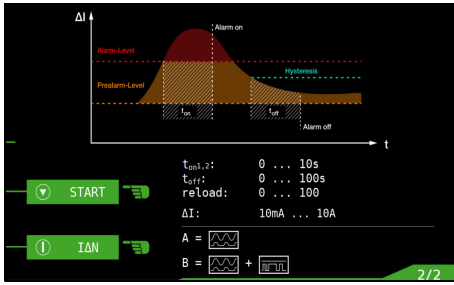 ΔI
Alarm on
Alarm-Level
Hysteresis
Prealarm-Level
ton
toff
Alarm off
t
ton1,2: 0 ... 10s
toff: 0 ... 100s
START
reload: 0 ... 100
ΔI: 10mA ... 10A
A =
IΔN
B = +
2/2